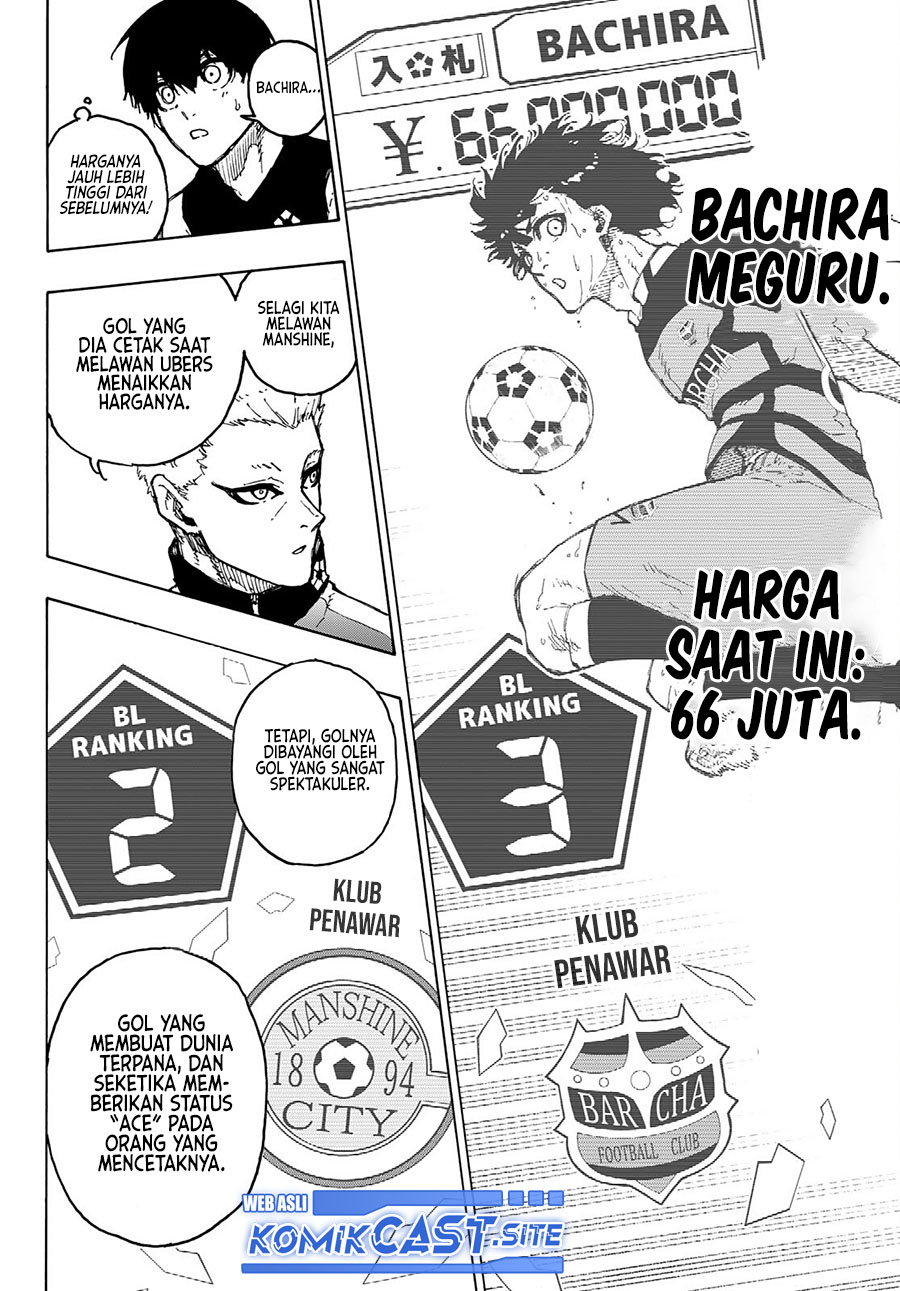 入札
BACHIRA
¥.66,000,000
BACHIRA
MEGURU.
BARCHA
HARGA
SAAT INI:
66 JUTA.
BL
RANKING
3
KLUB
PENAWAR
BAR CHA
FOOTBALL CLUB
BACHIRA...
HARGANYA
JAUH LEBIH
TINGGI DARI
SEBELUMNYA!
SELAGI KITA
MELAWAN
MANSHINE,
GOL YANG
DIA CETAK SAAT
MELAWAN UBERS
MENAIKKAN
HARGANYA.
BL
RANKING
2
TETAPI, GOLNYA
DIBAYANGI OLEH
GOL YANG SANGAT
SPEKTAKULER.
KLUB
PENAWAR
MANSHINE
18 94
CITY
GOL YANG
MEMBUAT DUNIA
TERPANA, DAN
SEKETIKA MEM-
BERIKAN STATUS
"ACE" PADA
ORANG YANG
MENCETAKNYA.
WEB ASLI
KOMIKCAST.SITE